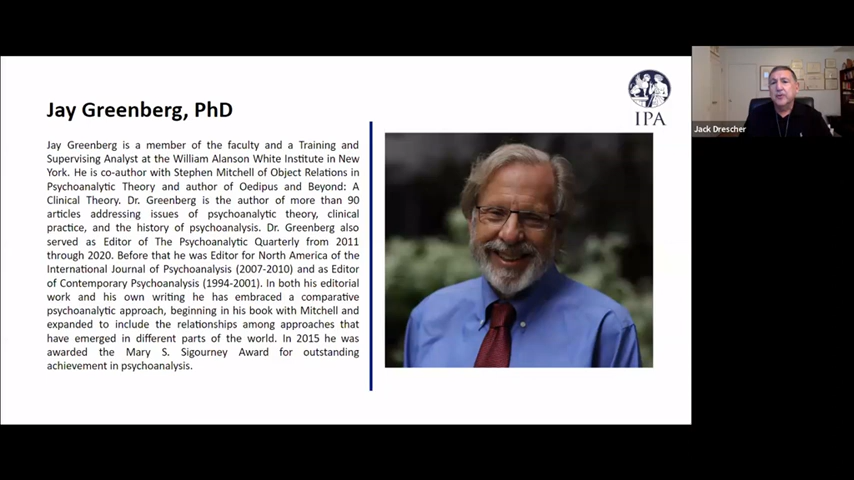 Jay Greenberg, PhD
IPA
Jay Greenberg is a member of the faculty and a Training and
Supervising Analyst at the William Alanson White Institute in New
York. He is co-author with Stephen Mitchell of Object Relations in
Psychoanalytic Theory and author of Oedipus and Beyond: A
Clinical Theory. Dr. Greenberg is the author of more than 90
articles addressing issues of psychoanalytic theory, clinical
practice, and the history of psychoanalysis. Dr. Greenberg also
served as Editor of The Psychoanalytic Quarterly from 2011
through 2020. Before that he was Editor for North America of the
International Journal of Psychoanalysis (2007-2010) and as Editor
of Contemporary Psychoanalysis (1994-2001). In both his editorial
work and his own writing he has embraced a comparative
psychoanalytic approach, beginning in his book with Mitchell and
expanded to include the relationships among approaches that
have emerged in different parts of the world. In 2015 he was
awarded the Mary S. Sigourney Award for outstanding
achievement in psychoanalysis.
Jack Drescher